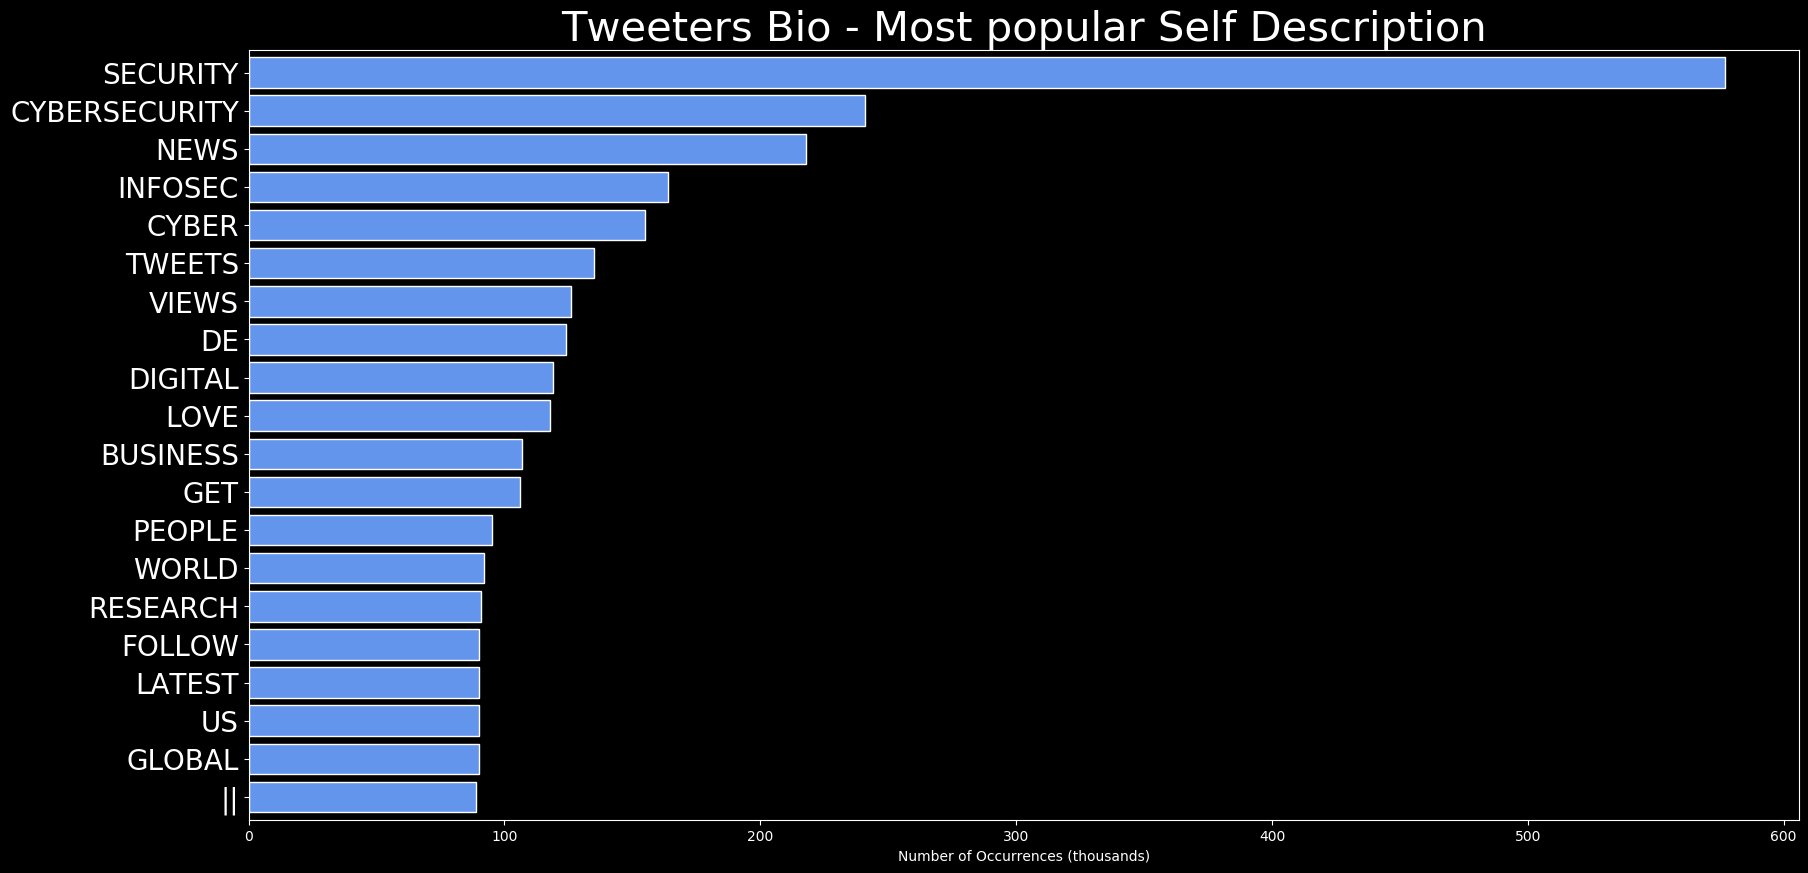 Tweeters Bio - Most popular Self Description
SECURITY
CYBERSECURITY
NEWS
INFOSEC
CYBER
TWEETS
VIEWS
DE
DIGITAL
LOVE
BUSINESS
GET
PEOPLE
WORLD
RESEARCH
FOLLOW
LATEST
US
GLOBAL
||
0 100 200 300 400 500 600
Number of Occurrences (thousands)